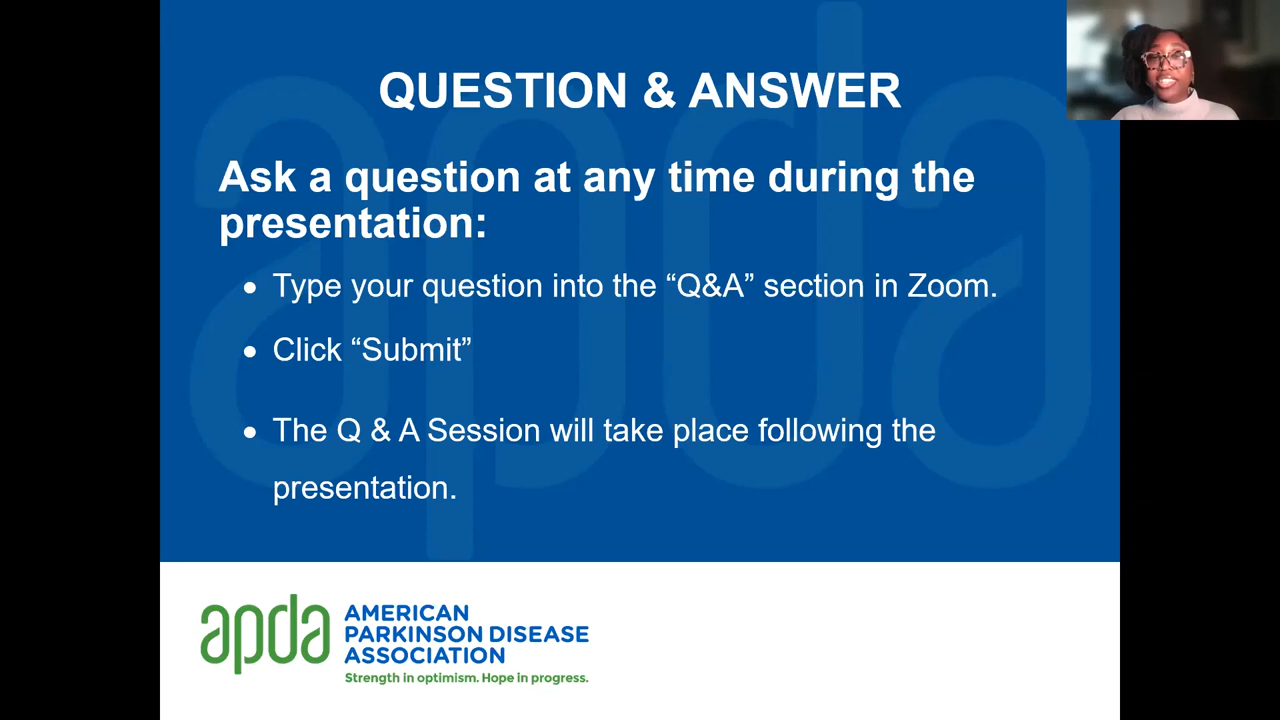 QUESTION & ANSWER
Ask a question at any time during the
presentation:
• Type your question into the “Q&A” section in Zoom.
• Click “Submit”
• The Q & A Session will take place following the
presentation.
apda
AMERICAN
PARKINSON DISEASE
ASSOCIATION
Strength in optimism. Hope in progress.